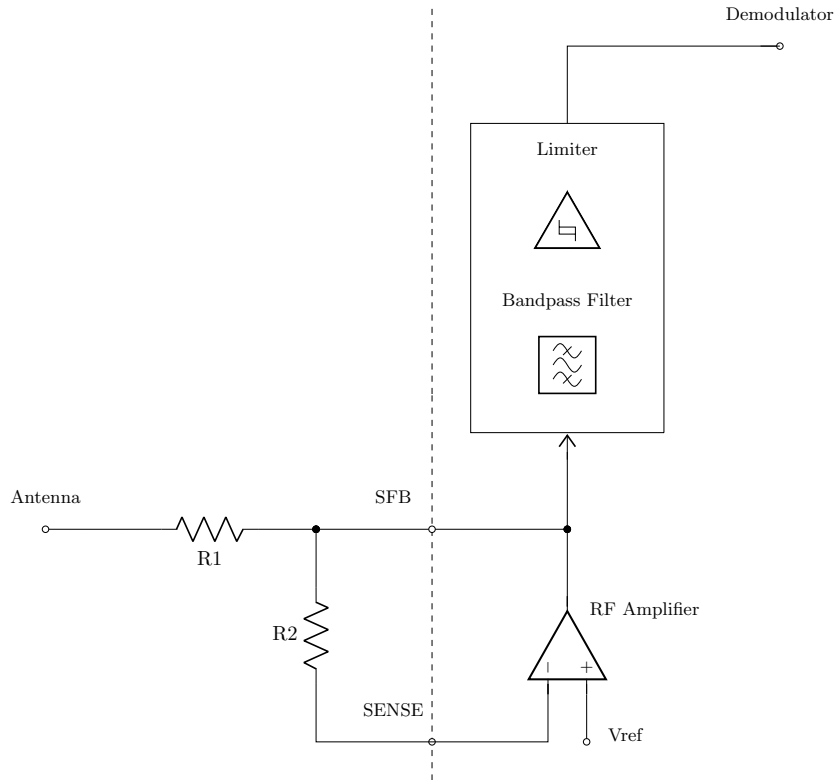 Demodulator
Limiter
Bandpass Filter
Antenna
SFB
R1
RF Amplifier
R2
− +
SENSE
Vref